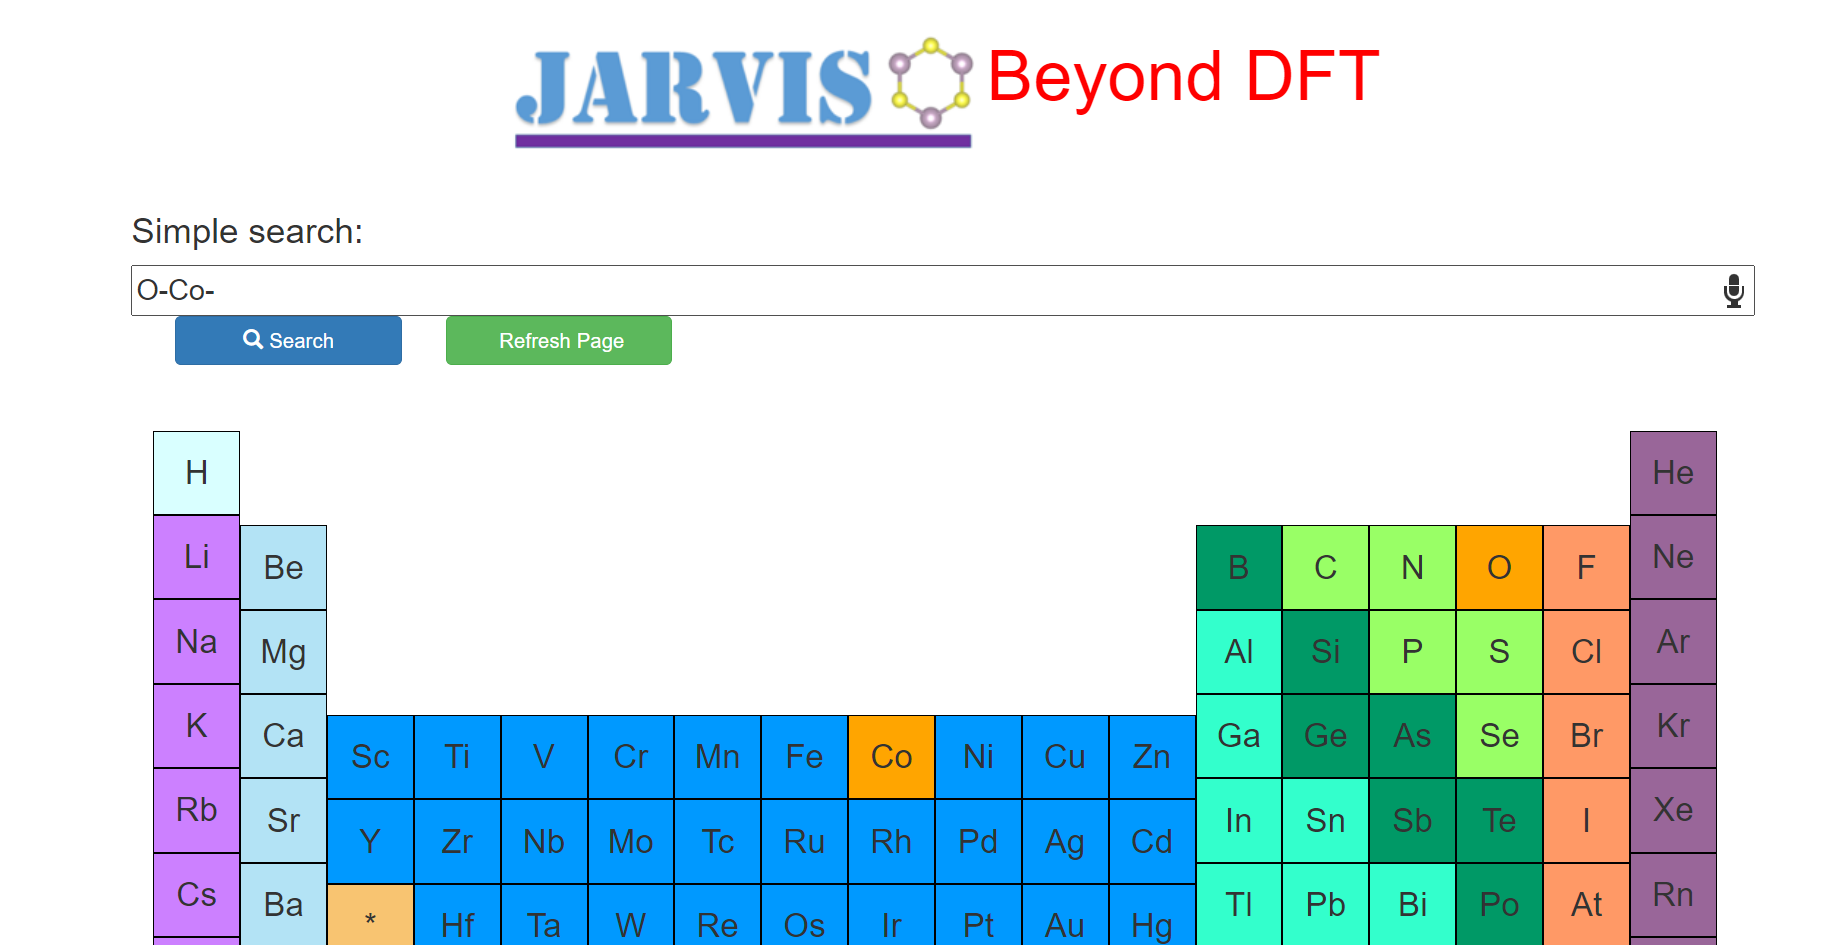 JARVIS Beyond DFT
Simple search:
O-Co-
Search Refresh Page
H He
Li Be B C N O F Ne
Na Mg Al Si P S Cl Ar
K Ca Sc Ti V Cr Mn Fe Co Ni Cu Zn Ga Ge As Se Br Kr
Rb Sr Y Zr Nb Mo Tc Ru Rh Pd Ag Cd In Sn Sb Te I Xe
Cs Ba * Hf Ta W Re Os Ir Pt Au Hg Tl Pb Bi Po At Rn